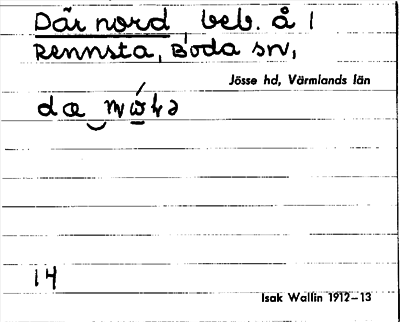 Där nord, beb. å 1
Rennsta, Boda sn,
Jösse hd, Värmlands län
14
Isak Wallin 1912–13